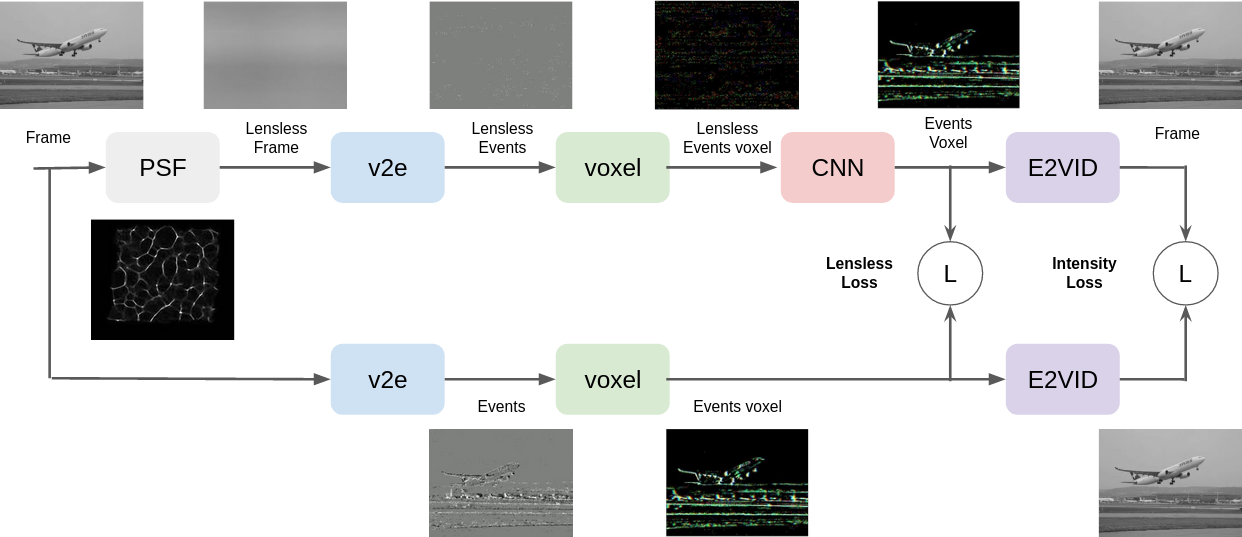 Frame
PSF
Lensless
Frame
v2e
Lensless
Events
voxel
Lensless
Events voxel
CNN
Events
Voxel
E2VID
Frame
Lensless
Loss
L
Intensity
Loss
L
v2e
Events
voxel
Events voxel
E2VID